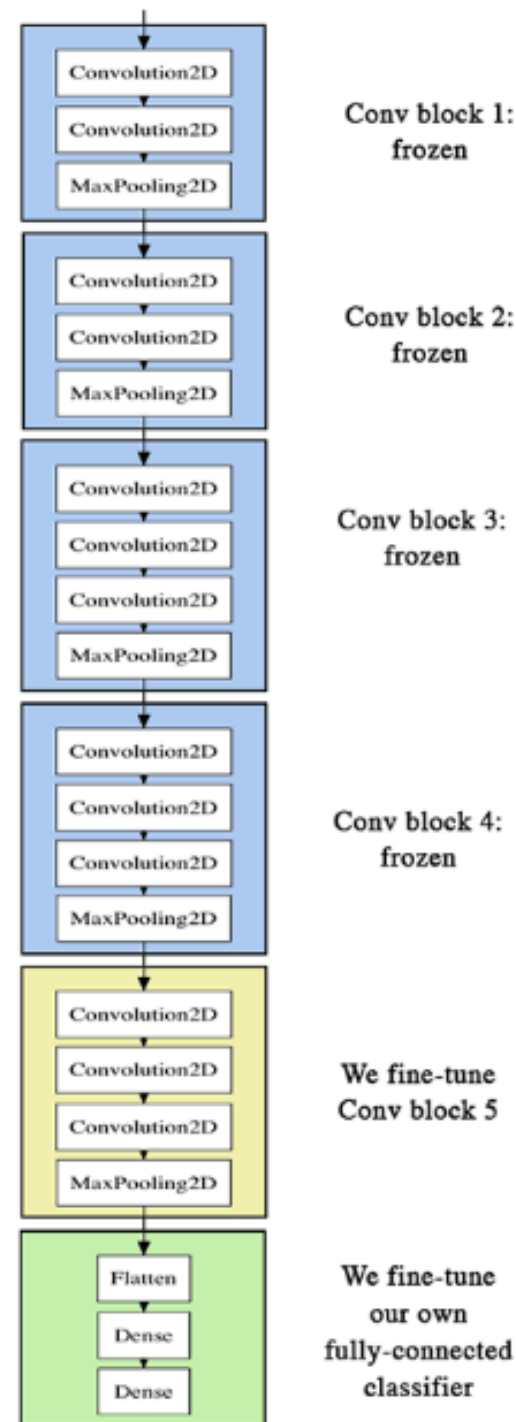 Convolution2D
Convolution2D
MaxPooling2D
Conv block 1:
frozen
Convolution2D
Convolution2D
MaxPooling2D
Conv block 2:
frozen
Convolution2D
Convolution2D
Convolution2D
MaxPooling2D
Conv block 3:
frozen
Convolution2D
Convolution2D
Convolution2D
MaxPooling2D
Conv block 4:
frozen
Convolution2D
Convolution2D
Convolution2D
MaxPooling2D
We fine-tune
Conv block 5
Flatten
Dense
Dense
We fine-tune
our own
fully-connected
classifier